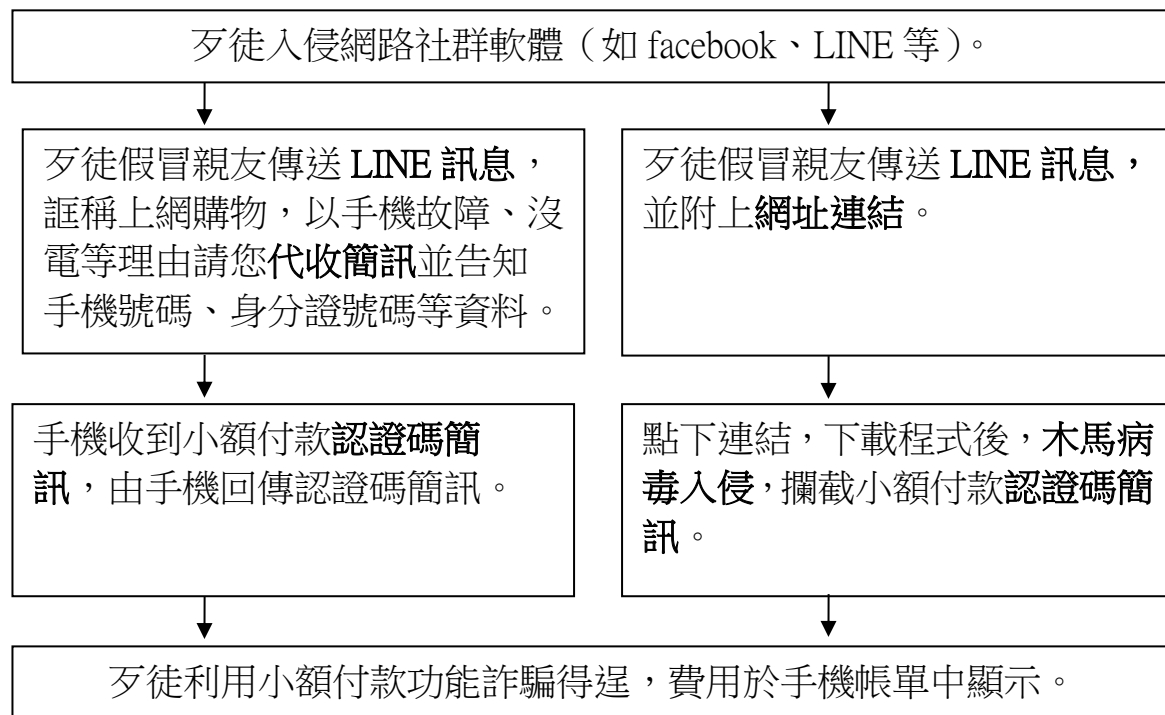 歹徒入侵網路社群軟體（如 facebook、LINE 等）。
歹徒假冒親友傳送 LINE 訊息，
誆稱上網購物，以手機故障、沒
電等理由請您代收簡訊並告知
手機號碼、身分證號碼等資料。
歹徒假冒親友傳送 LINE 訊息，
並附上網址連結。
手機收到小額付款認證碼簡
訊，由手機回傳認證碼簡訊。
點下連結，下載程式後，木馬病
毒入侵，攔截小額付款認證碼簡
訊。
歹徒利用小額付款功能詐騙得逞，費用於手機帳單中顯示。